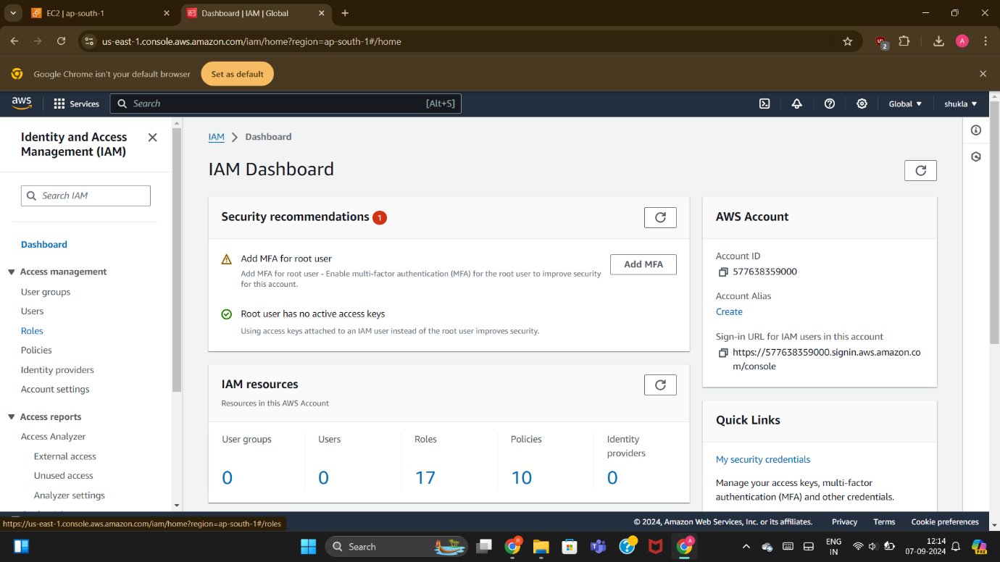 EC2 | ap-south-1
Dashboard | IAM | Global
us-east-1.console.aws.amazon.com/iam/home?region=ap-south-1#/home
2
A
Google Chrome isn't your default browser
Set as default
aws
Services
Search
[Alt+S]
Global
shukla
Identity and Access
Management (IAM)
Search IAM
Dashboard
Access management
User groups
Users
Roles
Policies
Identity providers
Account settings
Access reports
Access Analyzer
External access
Unused access
Analyzer settings
IAM
Dashboard
IAM Dashboard
Security recommendations 1
Add MFA for root user
Add MFA for root user - Enable multi-factor authentication (MFA) for the root user to improve security
for this account.
Add MFA
Root user has no active access keys
Using access keys attached to an IAM user instead of the root user improves security.
IAM resources
Resources in this AWS Account
User groups
0
Users
0
Roles
17
Policies
10
Identity
providers
0
AWS Account
Account ID
577638359000
Account Alias
Create
Sign-in URL for IAM users in this account
https://577638359000.signin.aws.amazon.co
m/console
Quick Links
My security credentials
Manage your access keys, multi-factor
authentication (MFA) and other credentials.
https://us-east-1.console.aws.amazon.com/iam/home?region=ap-south-1#/roles
© 2024, Amazon Web Services, Inc. or its affiliates.
Privacy
Terms
Cookie preferences
Search
R
A
ENG
IN
12:14
07-09-2024
PRE